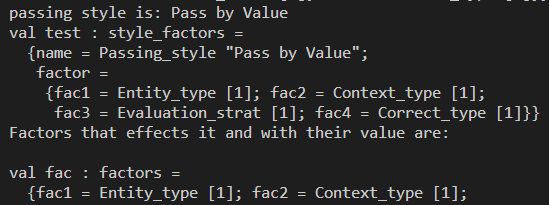 passing style is: Pass by Value
val test : style_factors =
  {name = Passing_style "Pass by Value";
   factor =
    {fac1 = Entity_type [1]; fac2 = Context_type [1];
     fac3 = Evaluation_strat [1]; fac4 = Correct_type [1]}}
Factors that effects it and with their value are:

val fac : factors =
  {fac1 = Entity_type [1]; fac2 = Context_type [1];